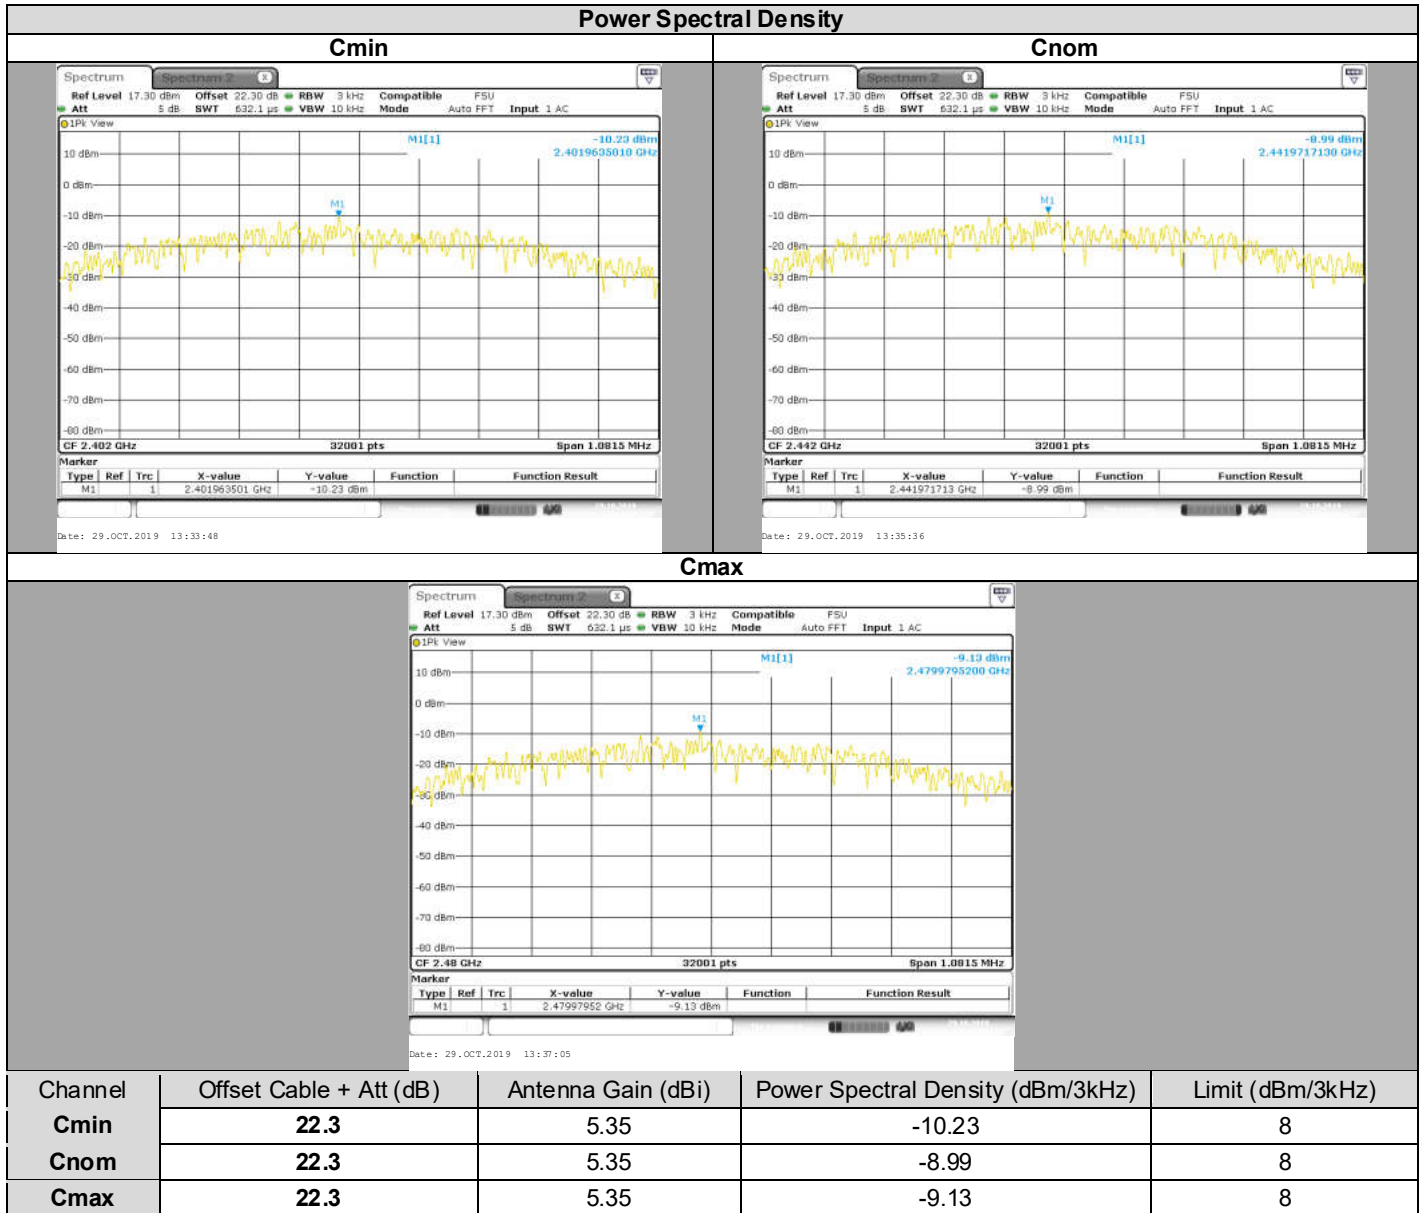 Power Spectral Density
Cmin
Cnom
Spectrum Spectrum 2 X
Ref Level 17.30 dBm Offset 22.30 dB RBW 3 kHz Compatible FSU
Att 5 dB SWT 632.1 µs VBW 10 kHz Mode Auto FFT Input 1 AC
1Pk View
M1[1] -10.23 dBm
2.4019635010 GHz
10 dBm
0 dBm
M1
-10 dBm
-20 dBm
-30 dBm
-40 dBm
-50 dBm
-60 dBm
-70 dBm
-80 dBm
CF 2.402 GHz 32001 pts Span 1.0815 MHz
Marker
Type Ref Trc X-value Y-value Function Function Result
M1 1 2.401963501 GHz -10.23 dBm
Date: 29.OCT.2019 13:33:48
Spectrum Spectrum 2 X
Ref Level 17.30 dBm Offset 22.30 dB RBW 3 kHz Compatible FSU
Att 5 dB SWT 632.1 µs VBW 10 kHz Mode Auto FFT Input 1 AC
1Pk View
M1[1] -8.99 dBm
2.4419717130 GHz
10 dBm
0 dBm
M1
-10 dBm
-20 dBm
-30 dBm
-40 dBm
-50 dBm
-60 dBm
-70 dBm
-80 dBm
CF 2.442 GHz 32001 pts Span 1.0815 MHz
Marker
Type Ref Trc X-value Y-value Function Function Result
M1 1 2.441971713 GHz -8.99 dBm
Date: 29.OCT.2019 13:35:36
Cmax
Spectrum Spectrum 2 X
Ref Level 17.30 dBm Offset 22.30 dB RBW 3 kHz Compatible FSU
Att 5 dB SWT 632.1 µs VBW 10 kHz Mode Auto FFT Input 1 AC
1Pk View
M1[1] -9.13 dBm
2.4799795200 GHz
10 dBm
0 dBm
M1
-10 dBm
-20 dBm
-30 dBm
-40 dBm
-50 dBm
-60 dBm
-70 dBm
-80 dBm
CF 2.48 GHz 32001 pts Span 1.0815 MHz
Marker
Type Ref Trc X-value Y-value Function Function Result
M1 1 2.47997952 GHz -9.13 dBm
Date: 29.OCT.2019 13:37:05
Channel Offset Cable + Att (dB) Antenna Gain (dBi) Power Spectral Density (dBm/3kHz) Limit (dBm/3kHz)
Cmin 22.3 5.35 -10.23 8
Cnom 22.3 5.35 -8.99 8
Cmax 22.3 5.35 -9.13 8